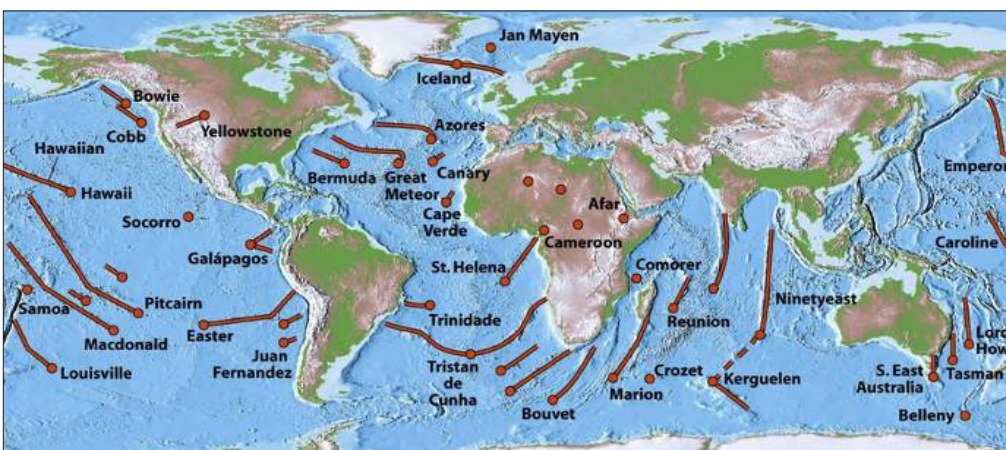 Jan Mayen
Iceland
Bowie
Cobb
Yellowstone
Azores
Hawaiian
Bermuda
Great
Meteor
Canary
Emperor
Hawaii
Socorro
Cape
Verde
Afar
Cameroon
Caroline
Galápagos
St. Helena
Comorer
Samoa
Pitcairn
Trinidade
Reunion
Ninetyeast
Macdonald
Easter
Lord
How
Louisville
Juan
Fernandez
Tristan
de
Cunha
Bouvet
Marion
Crozet
Kerguelen
S. East
Australia
Tasman
Belleny